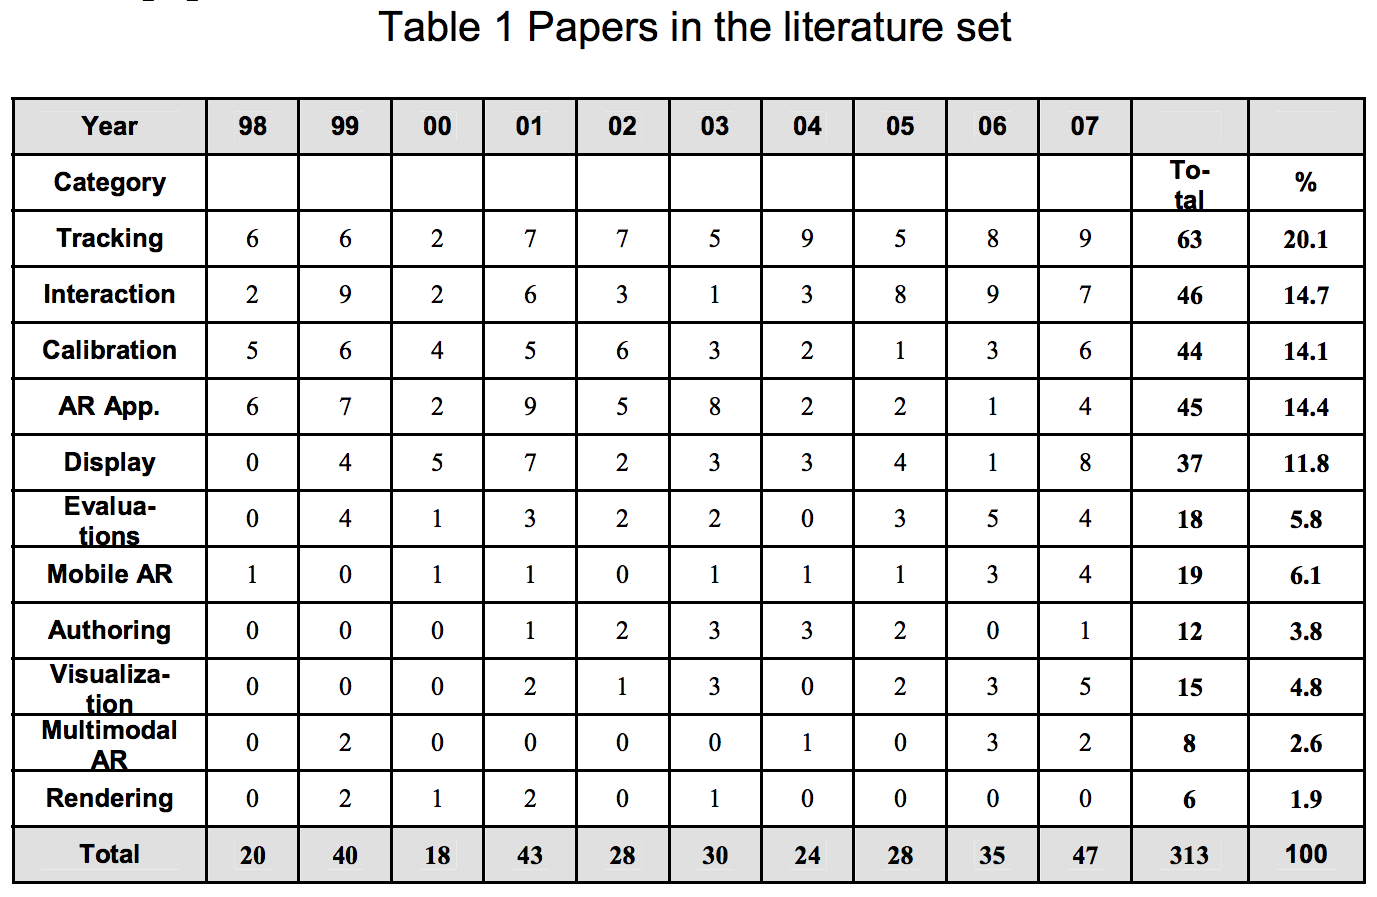 Table 1 Papers in the literature set
Year 98 99 00 01 02 03 04 05 06 07
Category To-
tal %
Tracking 6 6 2 7 7 5 9 5 8 9 63 20.1
Interaction 2 9 2 6 3 1 3 8 9 7 46 14.7
Calibration 5 6 4 5 6 3 2 1 3 6 44 14.1
AR App. 6 7 2 9 5 8 2 2 1 4 45 14.4
Display 0 4 5 7 2 3 3 4 1 8 37 11.8
Evalua-
tions 0 4 1 3 2 2 0 3 5 4 18 5.8
Mobile AR 1 0 1 1 0 1 1 1 3 4 19 6.1
Authoring 0 0 0 1 2 3 3 2 0 1 12 3.8
Visualiza-
tion 0 0 0 2 1 3 0 2 3 5 15 4.8
Multimodal
AR 0 2 0 0 0 0 1 0 3 2 8 2.6
Rendering 0 2 1 2 0 1 0 0 0 0 6 1.9
Total 20 40 18 43 28 30 24 28 35 47 313 100